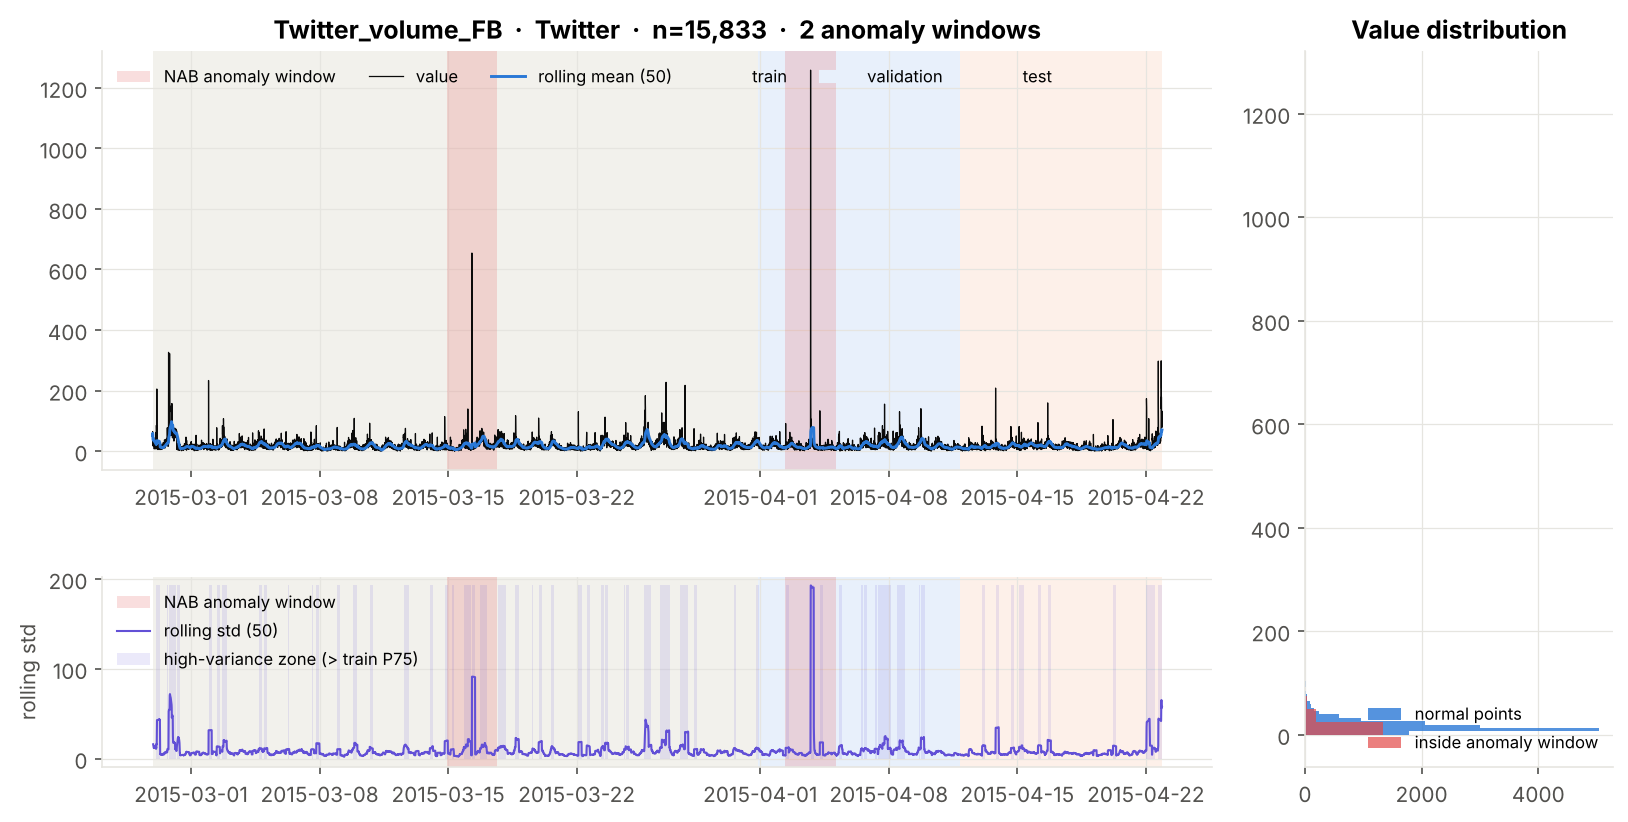 Twitter_volume_FB · Twitter · n=15,833 · 2 anomaly windows
NAB anomaly window
value
rolling mean (50)
train
validation
test
1200
1000
800
600
400
200
0
2015-03-01
2015-03-08
2015-03-15
2015-03-22
2015-04-01
2015-04-08
2015-04-15
2015-04-22
rolling std
200
100
0
NAB anomaly window
rolling std (50)
high-variance zone (> train P75)
2015-03-01
2015-03-08
2015-03-15
2015-03-22
2015-04-01
2015-04-08
2015-04-15
2015-04-22
Value distribution
1200
1000
800
600
400
200
0
normal points
inside anomaly window
0
2000
4000